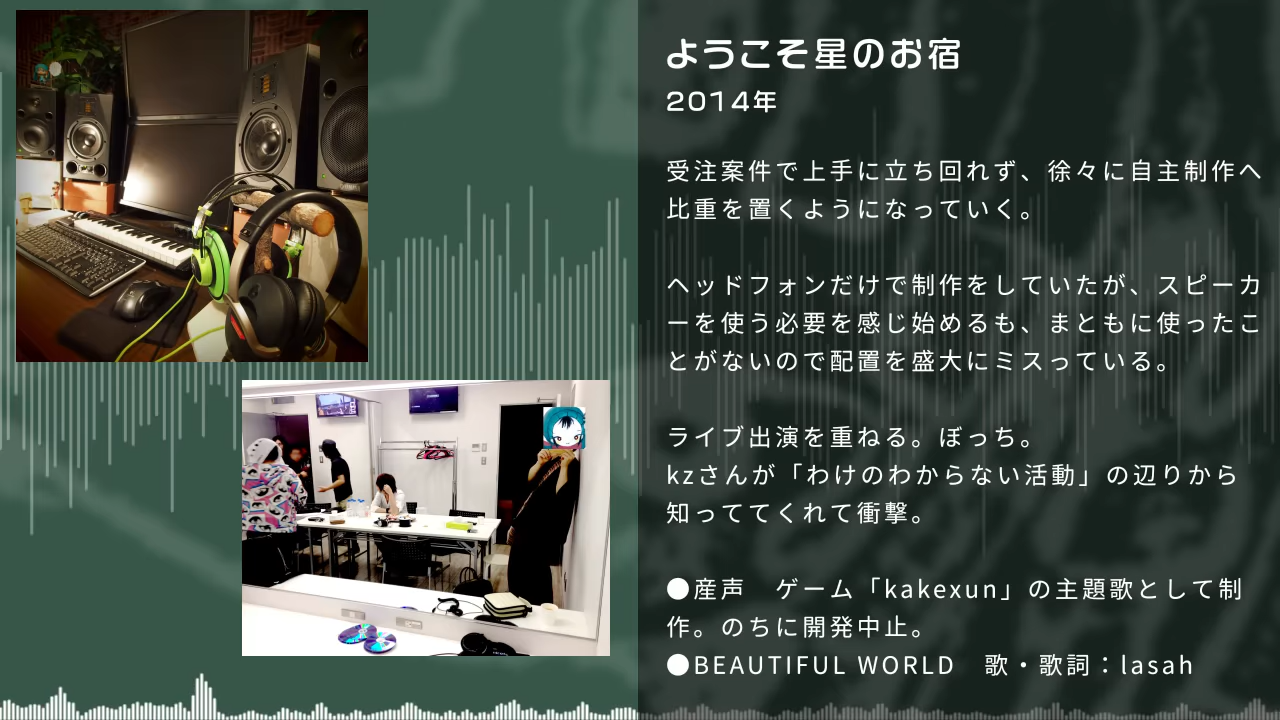 ようこそ星のお宿
2014年
受注案件で上手に立ち回れず、徐々に自主制作へ
比重を置くようになっていく。
ヘッドフォンだけで制作をしていたが、スピーカ
ーを使う必要を感じ始めるも、まともに使ったこ
とがないので配置を盛大にミスっている。
ライブ出演を重ねる。ぼっち。
kzさんが「わけのわからない活動」の辺りから
知っててくれて衝撃。
●産声　ゲーム「kakexun」の主題歌として制
作。のちに開発中止。
●BEAUTIFUL WORLD　歌・歌詞：lasah